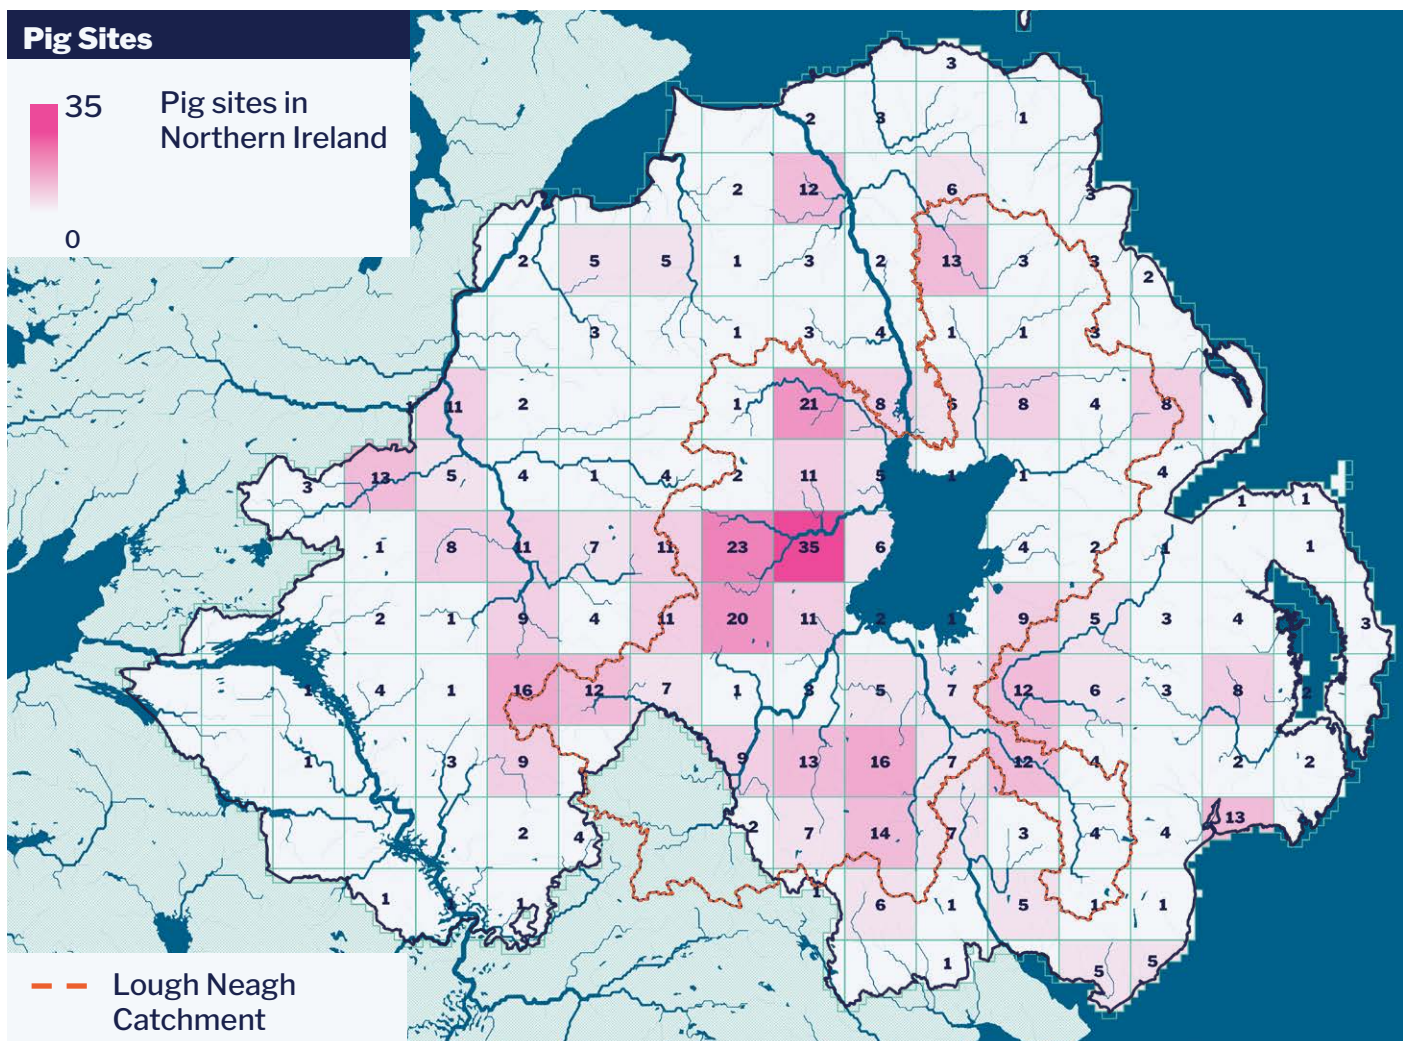 Pig Sites
35
Pig sites in
Northern Ireland
0
3
2 3 1
2 12 6 3
2 5 5 1 3 2 13 3 3 2
3 1 3 4 1 1 3
1 11 2 1 21 8 8 4 8
3 13 5 4 1 4 2 11 5 1 1 4
1 1
1 8 11 7 11 23 35 6 4 2 1 1
2 1 9 4 11 20 11 2 1 9 5 3 4 3
1 4 1 16 12 7 1 5 7 12 6 3 8 2
1 3 9 9 13 16 7 12 4 2 2
2 4 2 7 14 7 3 4 4 13
1 1 1 6 1 5 1 1
1 5 5
Lough Neagh
Catchment